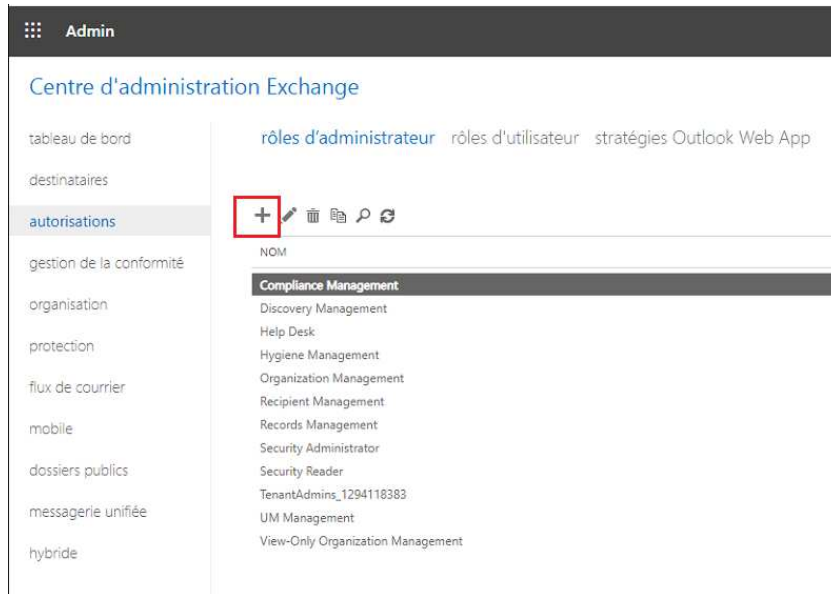 Admin
Centre d'administration Exchange
tableau de bord
destinataires
autorisations
gestion de la conformité
organisation
protection
flux de courrier
mobile
dossiers publics
messagerie unifiée
hybride
rôles d'administrateur rôles d'utilisateur stratégies Outlook Web App
NOM
Compliance Management
Discovery Management
Help Desk
Hygiene Management
Organization Management
Recipient Management
Records Management
Security Administrator
Security Reader
TenantAdmins_1294118383
UM Management
View-Only Organization Management